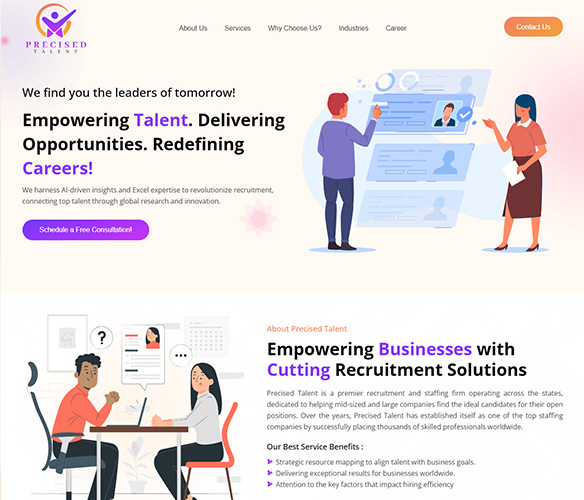 PRECISED
TALENT
About Us
Services
Why Choose Us?
Industries
Career
Contact Us
We find you the leaders of tomorrow!
Empowering Talent. Delivering
Opportunities. Redefining
Careers!
We harness AI-driven insights and Excel expertise to revolutionize recruitment,
connecting top talent through global research and innovation.
Schedule a Free Consultation!
About Precised Talent
Empowering Businesses with
Cutting Recruitment Solutions
Precised Talent is a premier recruitment and staffing firm operating across the states,
dedicated to helping mid-sized and large companies find the ideal candidates for their open
positions. Over the years, Precised Talent has established itself as one of the top staffing
companies by successfully placing thousands of skilled professionals worldwide.
Our Best Service Benefits :
Strategic resource mapping to align talent with business goals.
Delivering exceptional results for businesses worldwide.
Attention to the key factors that impact hiring efficiency